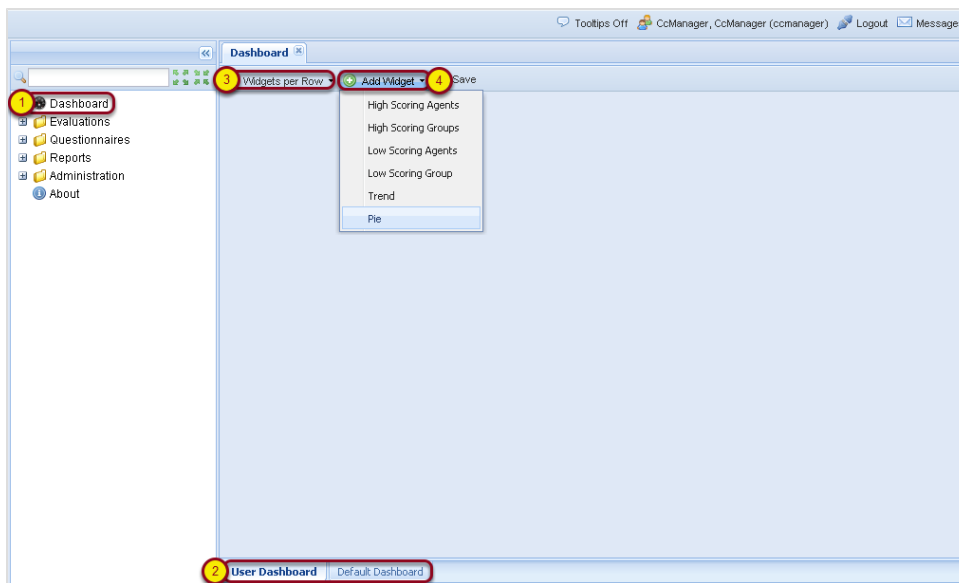 Tooltips Off CcManager, CcManager (ccmanager) Logout Message
Dashboard
3 Widgets per Row Add Widget 4 Save
1 Dashboard
Evaluations
Questionnaires
Reports
Administration
About
High Scoring Agents
High Scoring Groups
Low Scoring Agents
Low Scoring Group
Trend
Pie
2 User Dashboard Default Dashboard